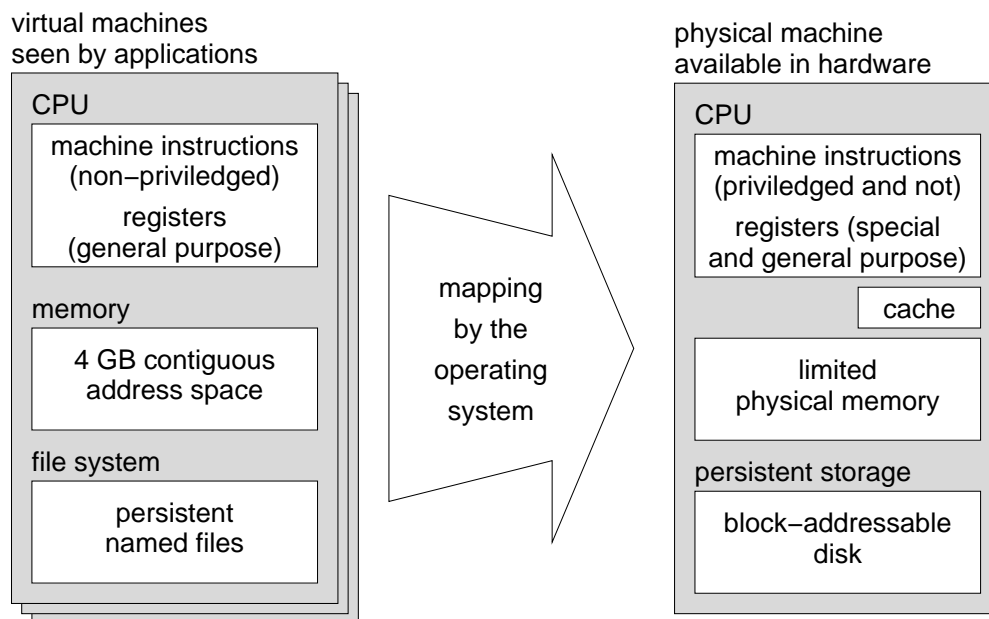 virtual machines
seen by applications
CPU
machine instructions
(non−priviledged)
registers
(general purpose)
memory
4 GB contiguous
address space
file system
persistent
named files
mapping
by the
operating
system
physical machine
available in hardware
CPU
machine instructions
(priviledged and not)
registers (special
and general purpose)
cache
limited
physical memory
persistent storage
block−addressable
disk